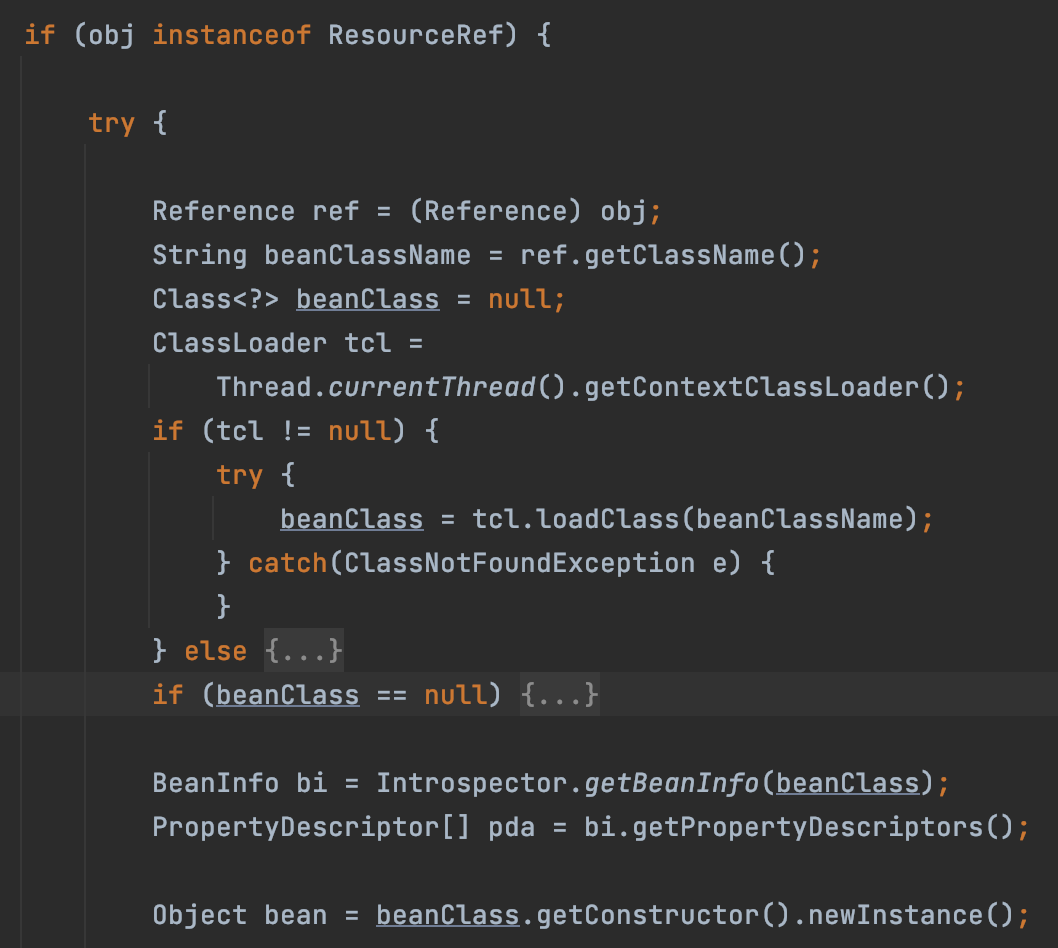 if (obj instanceof ResourceRef) {
try {
Reference ref = (Reference) obj;
String beanClassName = ref.getClassName();
Class<?> beanClass = null;
ClassLoader tcl =
Thread.currentThread().getContextClassLoader();
if (tcl != null) {
try {
beanClass = tcl.loadClass(beanClassName);
} catch(ClassNotFoundException e) {
}
} else {...}
if (beanClass == null) {...}
BeanInfo bi = Introspector.getBeanInfo(beanClass);
PropertyDescriptor[] pda = bi.getPropertyDescriptors();
Object bean = beanClass.getConstructor().newInstance();